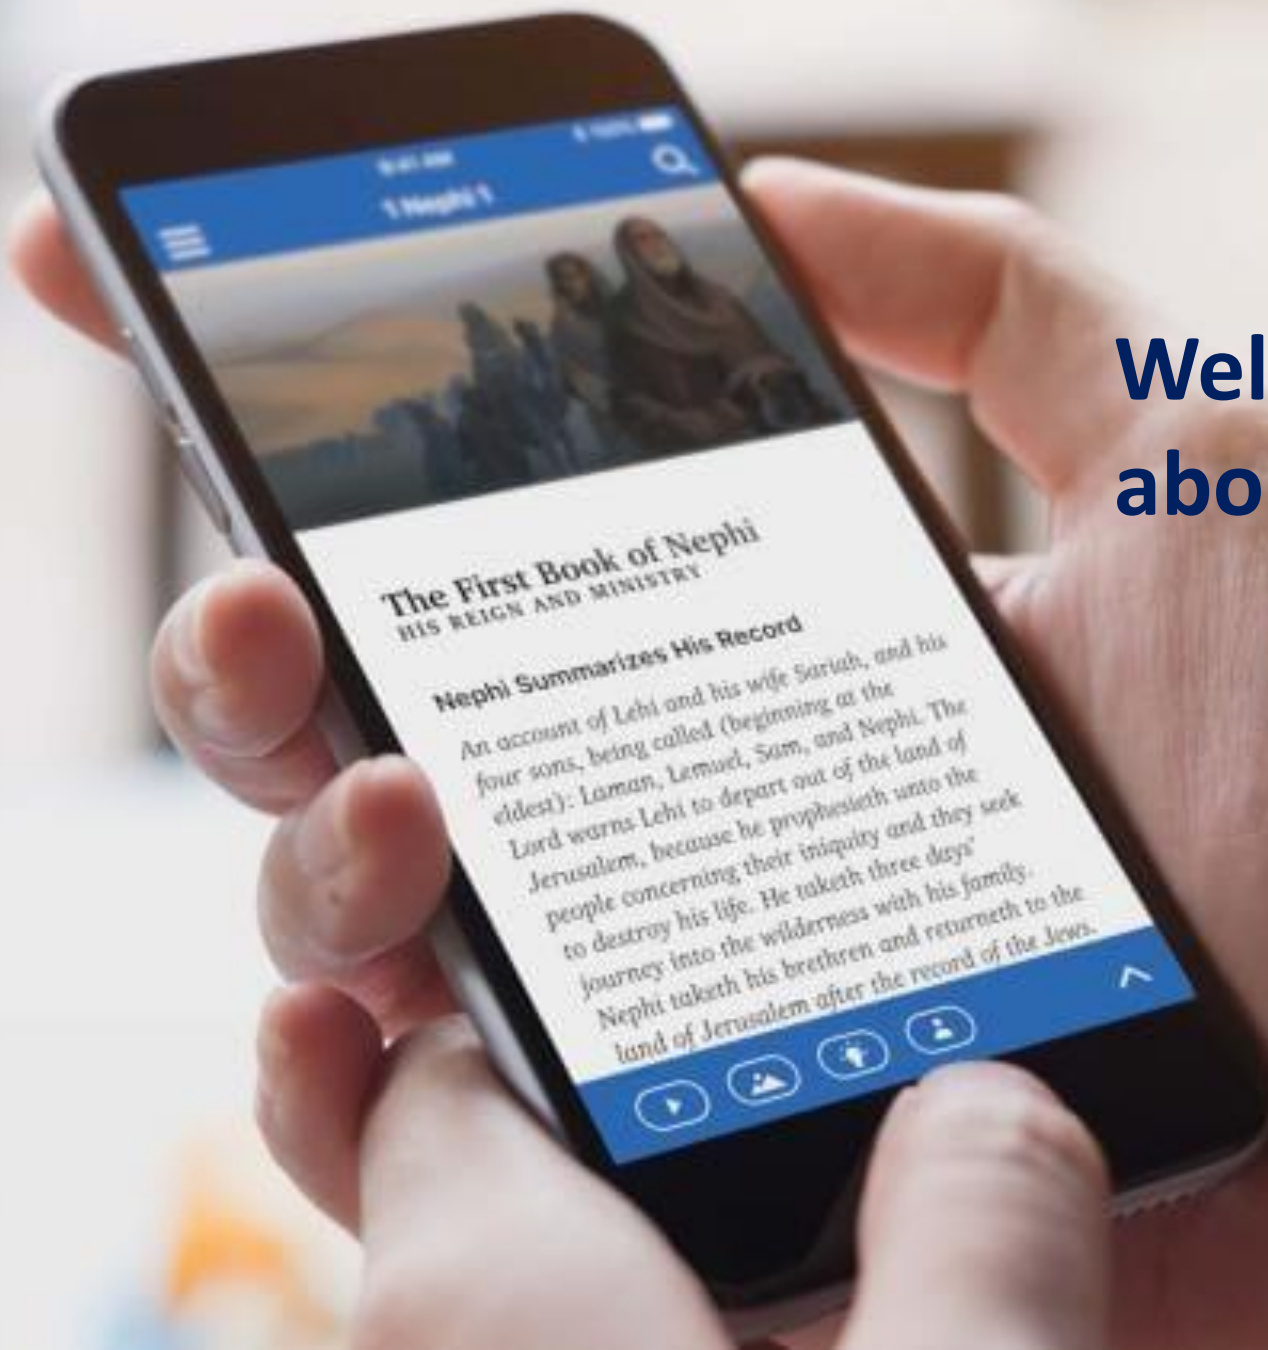 9:41 AM
100%
1 Nephi 1
Wel
abo
The First Book of Nephi
HIS REIGN AND MINISTRY
Nephi Summarizes His Record
An account of Lehi and his wife Sariah, and his
four sons, being called (beginning at the
eldest): Laman, Lemuel, Sam, and Nephi. The
Lord warns Lehi to depart out of the land of
Jerusalem, because he prophesieth unto the
people concerning their iniquity and they seek
to destroy his life. He taketh three days'
journey into the wilderness with his family.
Nephi taketh his brethren and returneth to the
land of Jerusalem after the record of the Jews.